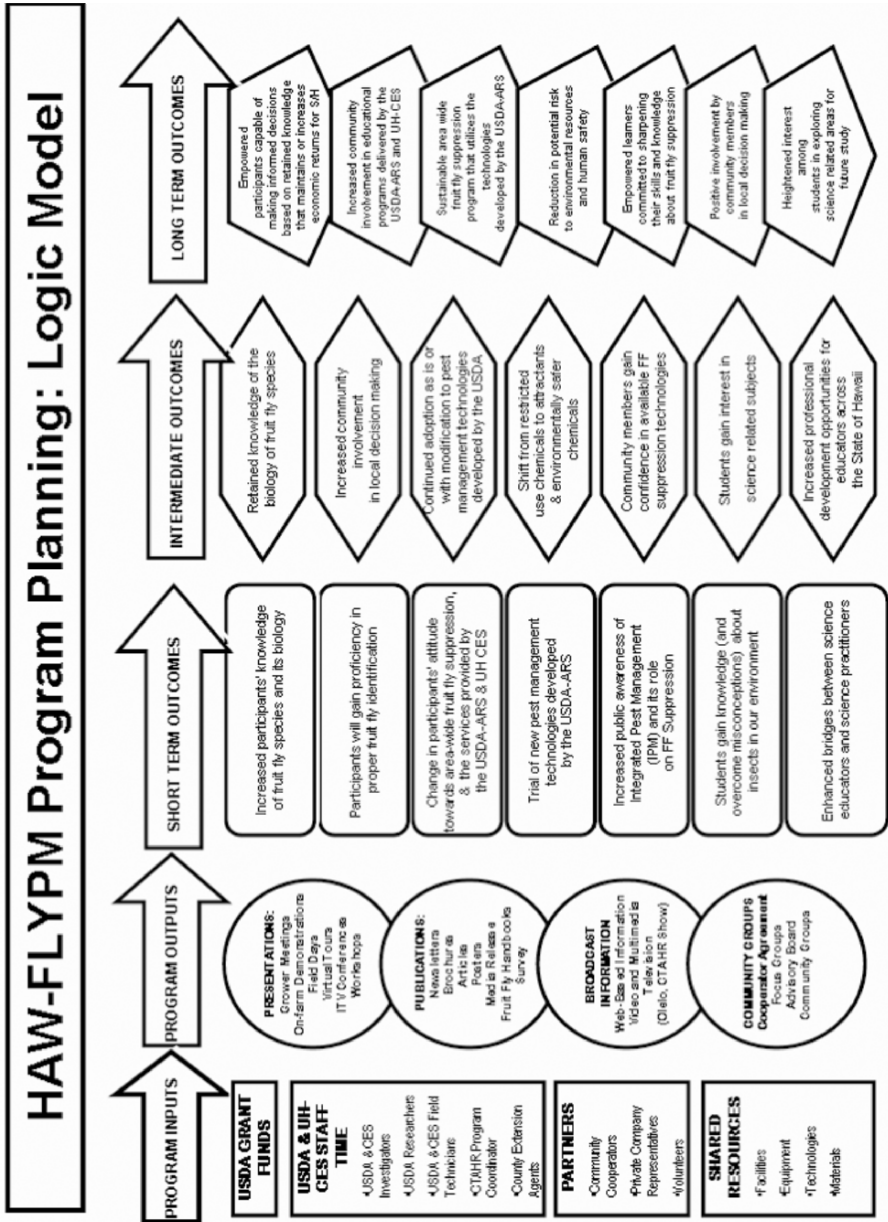 HAW-FLYPM Program Planning: Logic Model
PROGRAM INPUTS
USDA GRANT
FUNDS
USDA & UH-
CES STAFF
TIME
•USDA & CES
Investigators
•USDA Researchers
•USDA & CES Field
Technicians
•CTAHR Program
Coordinator
•County Extension
Agents
PARTNERS
•Community
Cooperators
•Private Company
Representatives
•Volunteers
SHARED
RESOURCES
•Facilities
•Equipment
•Technologies
•Materials
PROGRAM OUTPUTS
PRESENTATIONS:
Grower Meetings
On-farm Demonstrations
Field Days
Virtual Tours
ITV Conferences
Workshops
PUBLICATIONS:
Newsletters
Brochures
Articles
Posters
Media Release
Fruit Fly Handbooks
Survey
BROADCAST
INFORMATION
Web-Based Information
Video and Multimedia
Television
(Olelo, CTAHR Show)
COMMUNITY GROUPS
Cooperator Agreement
Focus Groups
Advisory Board
Community Groups
SHORT TERM OUTCOMES
Increased participants' knowledge
of fruit fly species and its biology
Participants will gain proficiency in
proper fruit fly identification
Change in participants' attitude
towards area-wide fruit fly suppression,
& the services provided by
the USDA-ARS & UH CES
Trial of new pest management
technologies developed
by the USDA-ARS
Increased public awareness of
Integrated Pest Management
(IPM) and its role
on FF Suppression
Students gain knowledge (and
overcome misconceptions) about
insects in our environment
Enhanced bridges between science
educators and science practitioners
INTERMEDIATE OUTCOMES
Retained knowledge of the
biology of fruit fly species
Increased community
involvement
in local decision making
Continued adoption as is or
with modification to pest
management technologies
developed by the USDA
Shift from restricted
use chemicals to attractants
& environmentally safer
chemicals
Community members gain
confidence in available FF
suppression technologies
Students gain interest in
science related subjects
Increased professional
development opportunities for
educators across
the State of Hawaii
LONG TERM OUTCOMES
Empowered
participants capable of
making informed decisions
based on retained knowledge
that maintains or increases
economic returns for S/H
Increased community
involvement in educational
programs delivered by the
USDA-ARS and UH-CES
Sustainable area wide
fruit fly suppression
program that utilizes the
technologies
developed by the USDA-ARS
Reduction in potential risk
to environmental resources
and human safety
Empowered learners
committed to sharpening
their skills and knowledge
about fruit fly suppression
Positive involvement by
community members
in local decision making
Heightened interest
among
students in exploring
science related areas for
future study